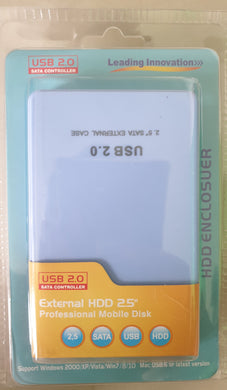 USB 2.0
SATA CONTROLLER
Leading Innovation>>>
2.5" SATA EXTERNAL CASE
USB 2.0
HDD ENCLOSUER
USB 2.0
SATA CONTROLLER
External HDD 2.5"
Professional Mobile Disk
2,5
SATA
USB
HDD
Support Windows 2000/XP/Vista/Win7/8/10 Mac OS8.6 or latest version